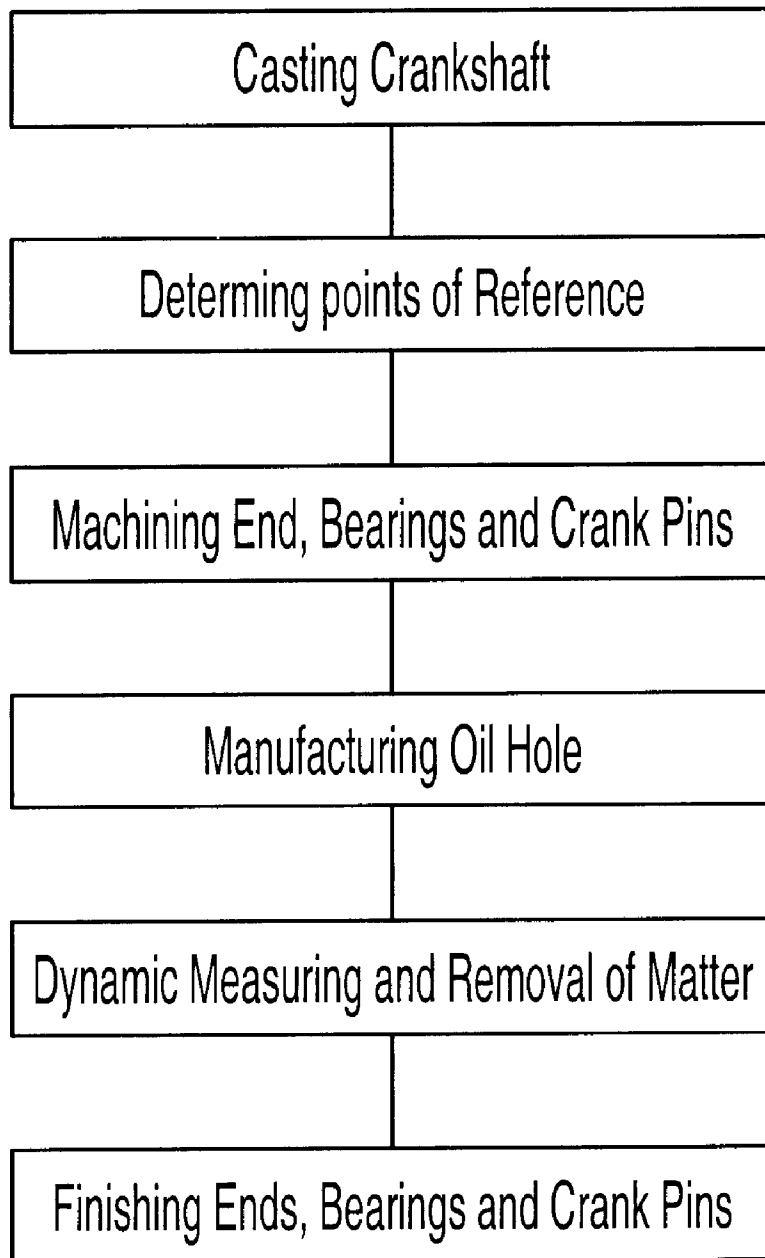 Casting Crankshaft
Determing points of Reference
Machining End, Bearings and Crank Pins
Manufacturing Oil Hole
Dynamic Measuring and Removal of Matter
Finishing Ends, Bearings and Crank Pins